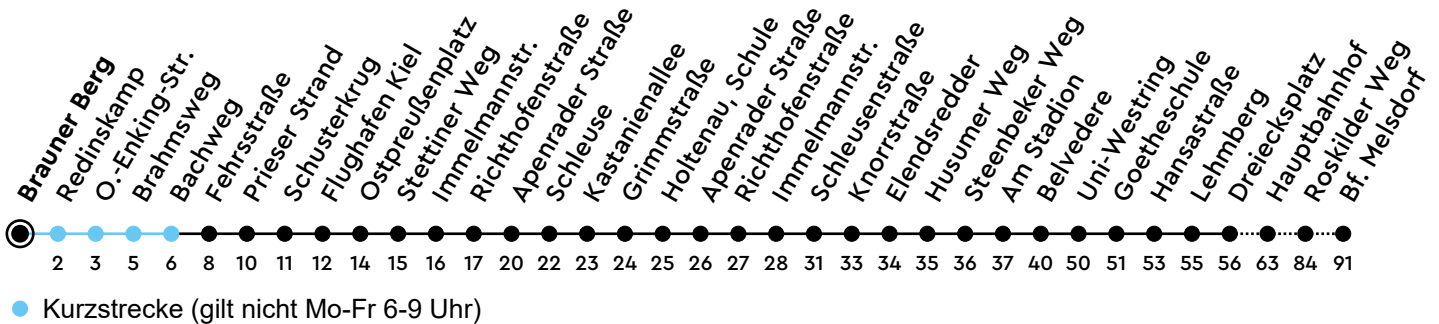 Brauner Berg
Redinskamp
O.-Enking-Str.
Brahmsweg
Bachweg
Fehrsstraße
Prieser Strand
Schusterkrug
Flughafen Kiel
Ostpreußenplatz
Stettiner Weg
Immelmannstr.
Richthofenstraße
Apenrader Straße
Schleuse
Kastanienallee
Grimmstraße
Holtenau, Schule
Apenrader Straße
Richthofenstraße
Immelmannstr.
Schleusenstraße
Knorrstraße
Elendsredder
Husumer Weg
Steenbeker Weg
Am Stadion
Belvedere
Uni-Westring
Goetheschule
Hansastraße
Lehmberg
Dreiecksplatz
Hauptbahnhof
Roskilder Weg
Bf. Melsdorf
2 3 5 6 8 10 11 12 14 15 16 17 20 22 23 24 25 26 27 28 31 33 34 35 36 37 40 50 51 53 55 56 63 84 91
Kurzstrecke (gilt nicht Mo-Fr 6-9 Uhr)